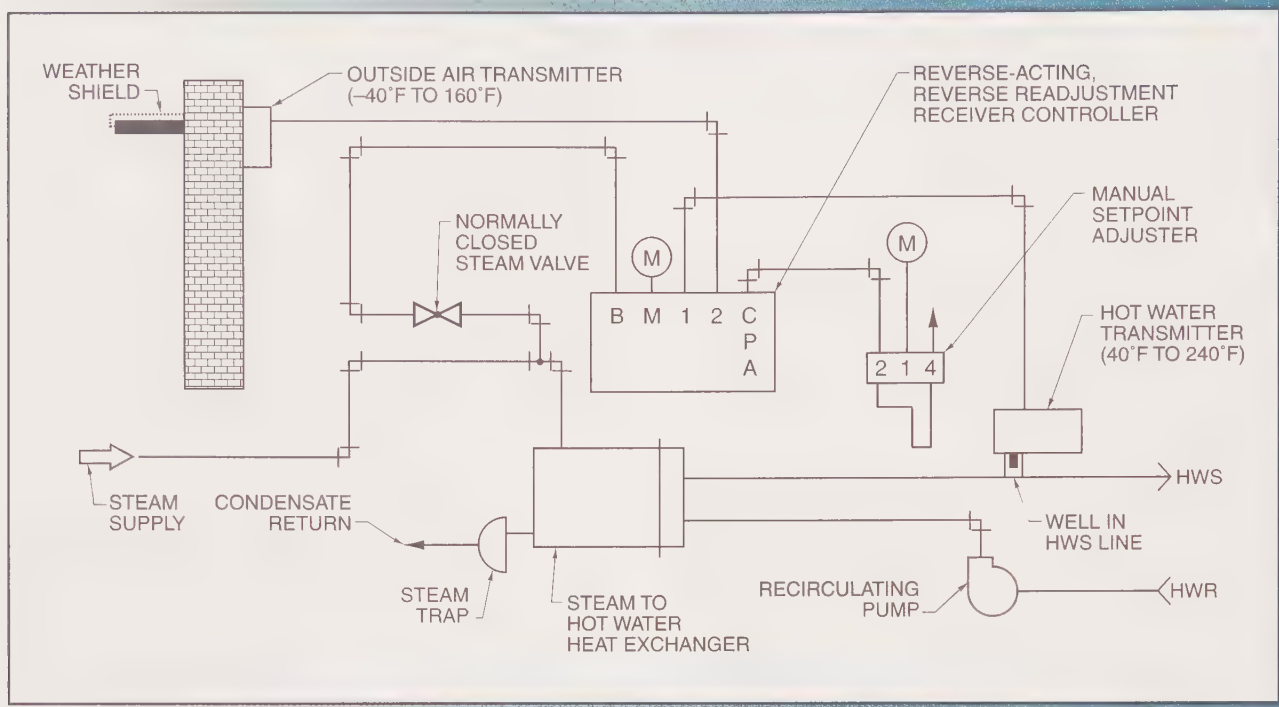 WEATHER
SHIELD
OUTSIDE AIR TRANSMITTER
(–40°F TO 160°F)
REVERSE-ACTING,
REVERSE READJUSTMENT
RECEIVER CONTROLLER
NORMALLY
CLOSED
STEAM VALVE
MANUAL
SETPOINT
ADJUSTER
M
M
B M 1 2 C
P
A
2 1 4
HOT WATER
TRANSMITTER
(40°F TO 240°F)
STEAM
SUPPLY
CONDENSATE
RETURN
HWS
WELL IN
HWS LINE
STEAM
TRAP
STEAM TO
HOT WATER
HEAT EXCHANGER
RECIRCULATING
PUMP
HWR